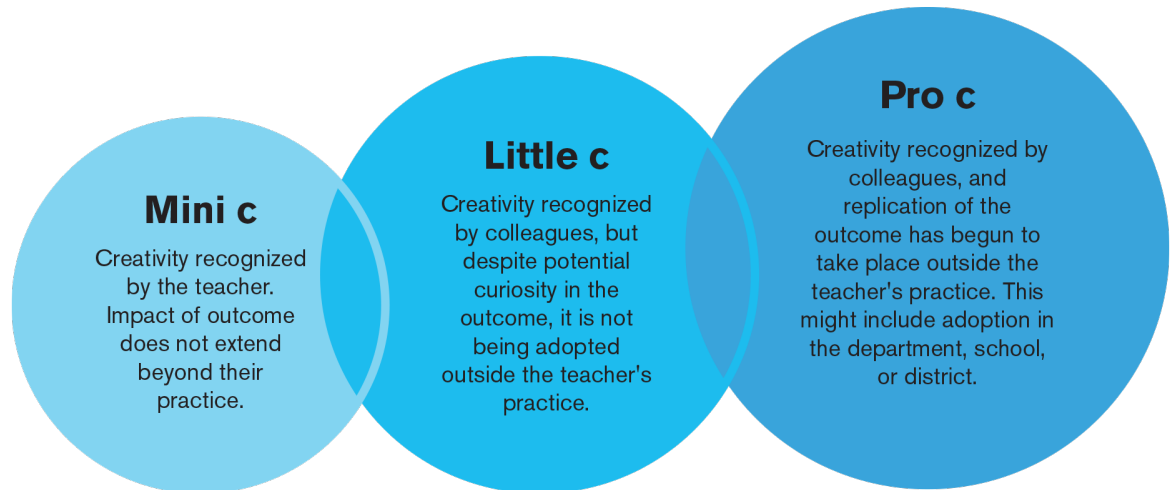 Mini c
Creativity recognized
by the teacher.
Impact of outcome
does not extend
beyond their
practice.
Little c
Creativity recognized
by colleagues, but
despite potential
curiosity in the
outcome, it is not
being adopted
outside the teacher's
practice.
Pro c
Creativity recognized by
colleagues, and
replication of the
outcome has begun to
take place outside the
teacher's practice. This
might include adoption in
the department, school,
or district.